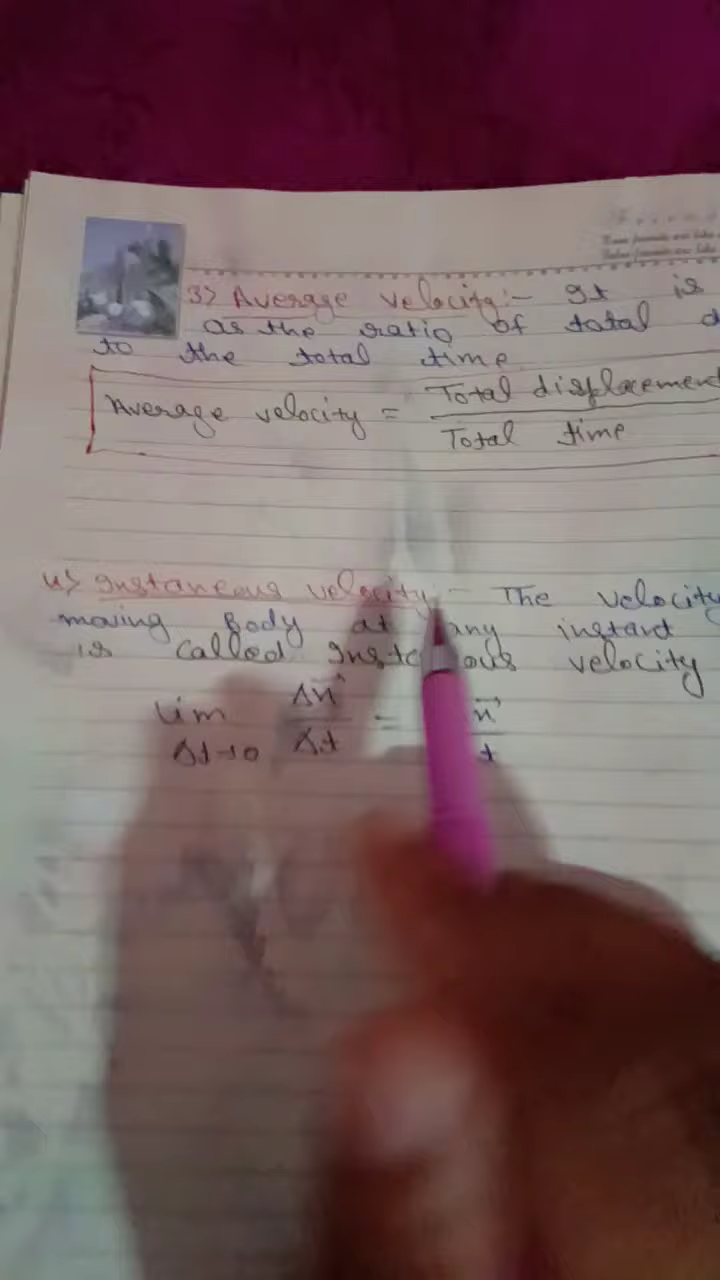 3> Average velocity:- It is
as the ratio of total d
to the total time
Average velocity = Total displacement
Total time
4> Instaneous velocity:- The velocity
moving Body at any instant
is called velocity
lim Δx⃗ = x⃗
Δt→0 Δt t